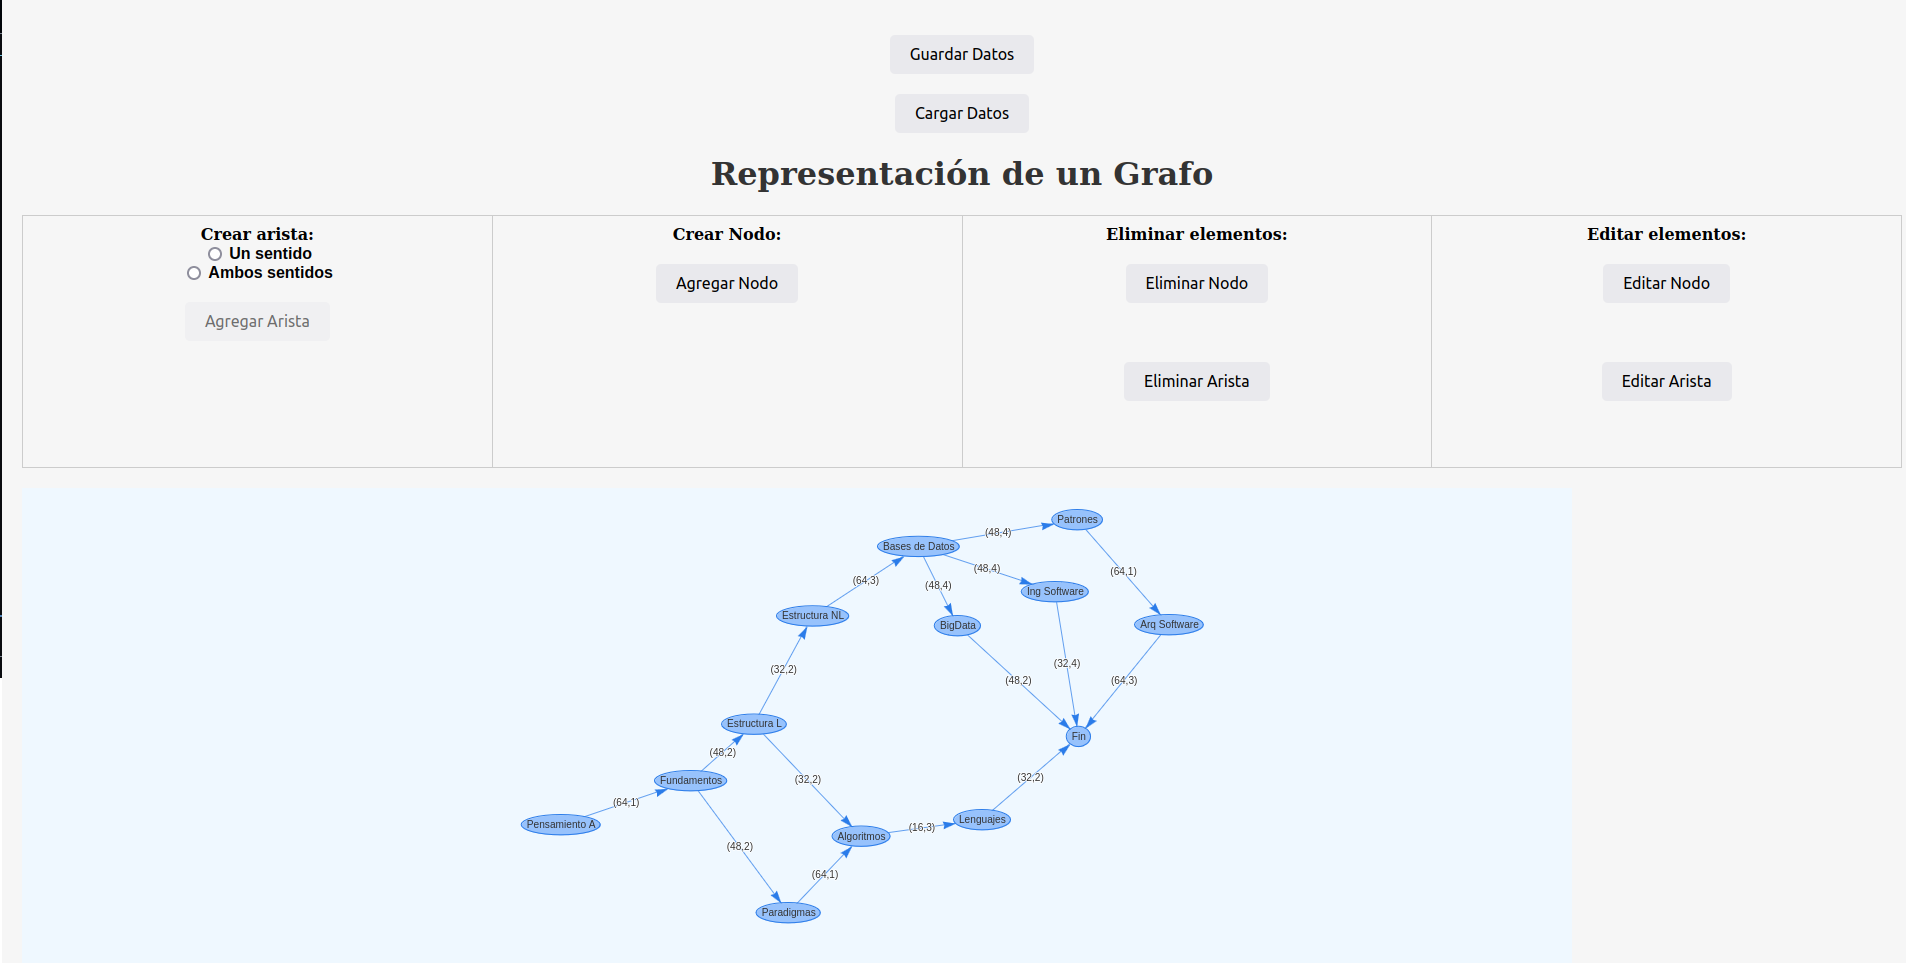 Guardar Datos
Cargar Datos
Representación de un Grafo
Crear arista:
Un sentido
Ambos sentidos
Agregar Arista
Crear Nodo:
Agregar Nodo
Eliminar elementos:
Eliminar Nodo
Eliminar Arista
Editar elementos:
Editar Nodo
Editar Arista
Patrones
(48,4)
Bases de Datos
(48,4)
(64,1)
(64,3)
(48,4)
Ing Software
Estructura NL
BigData
Arq Software
(32,4)
(32,2)
(48,2)
(64,3)
Estructura L
Fin
(48,2)
(32,2)
(32,2)
Fundamentos
(64,1)
Pensamiento A
Lenguajes
(16,3)
Algoritmos
(48,2)
(64,1)
Paradigmas